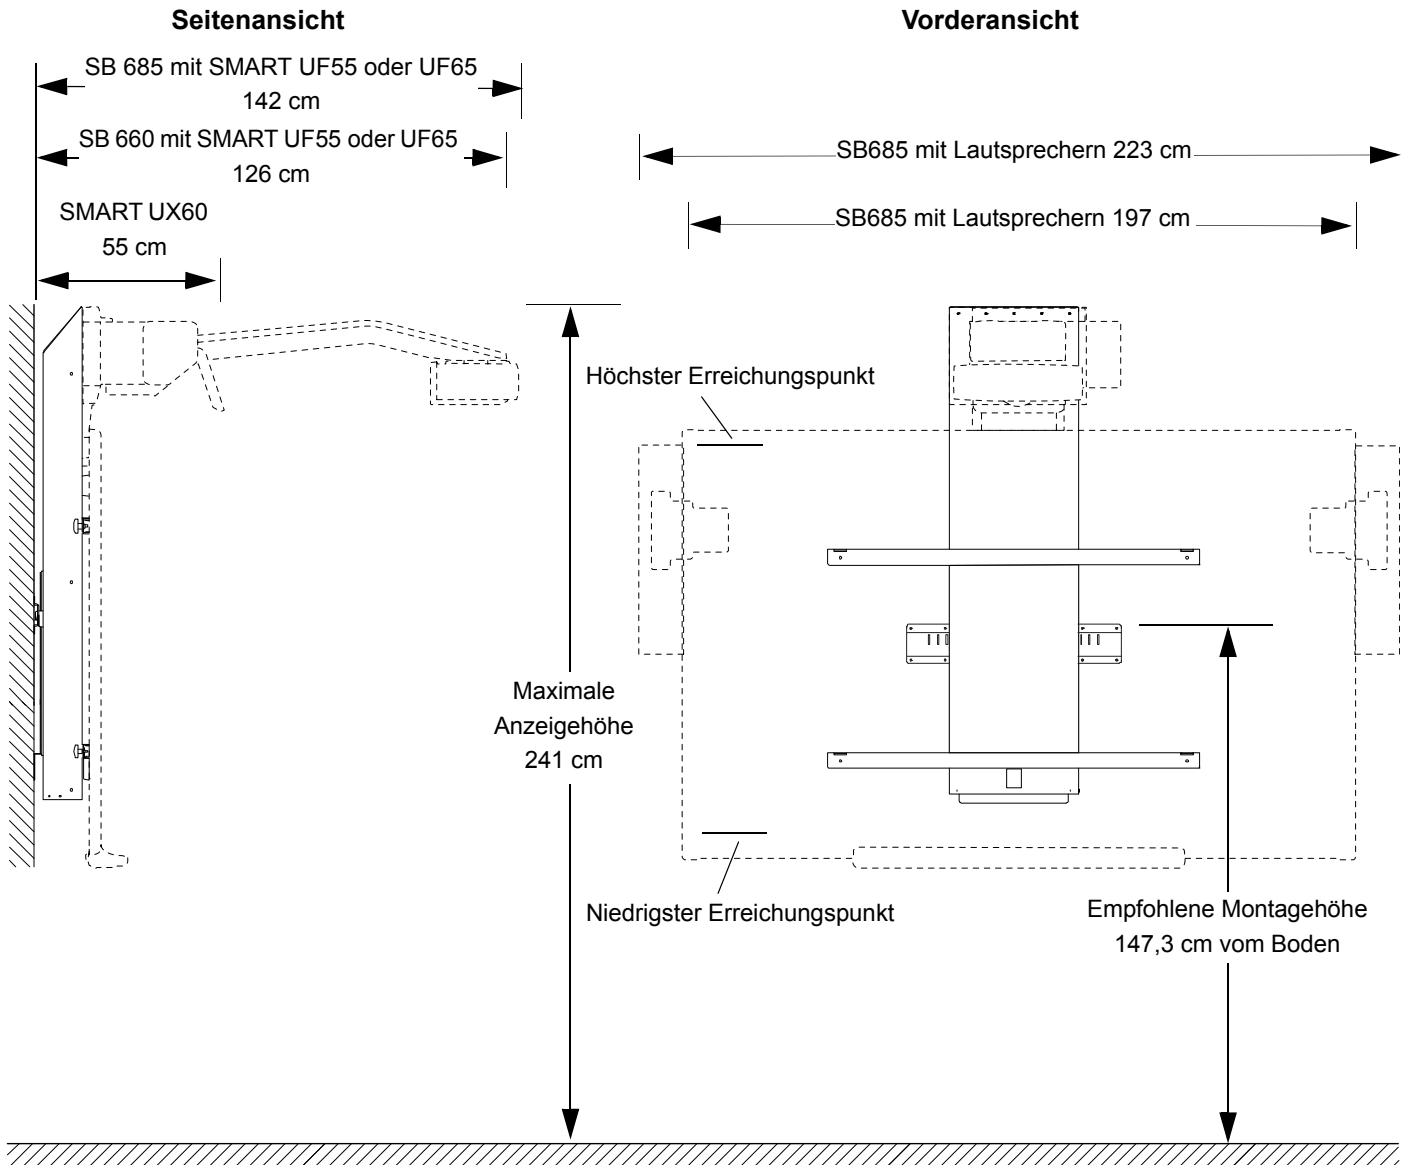 Seitenansicht
Vorderansicht
SB 685 mit SMART UF55 oder UF65
142 cm
SB 660 mit SMART UF55 oder UF65
126 cm
SMART UX60
55 cm
SB685 mit Lautsprechern 223 cm
SB685 mit Lautsprechern 197 cm
Höchster Erreichungspunkt
Maximale
Anzeigehöhe
241 cm
Niedrigster Erreichungspunkt
Empfohlene Montagehöhe
147,3 cm vom Boden